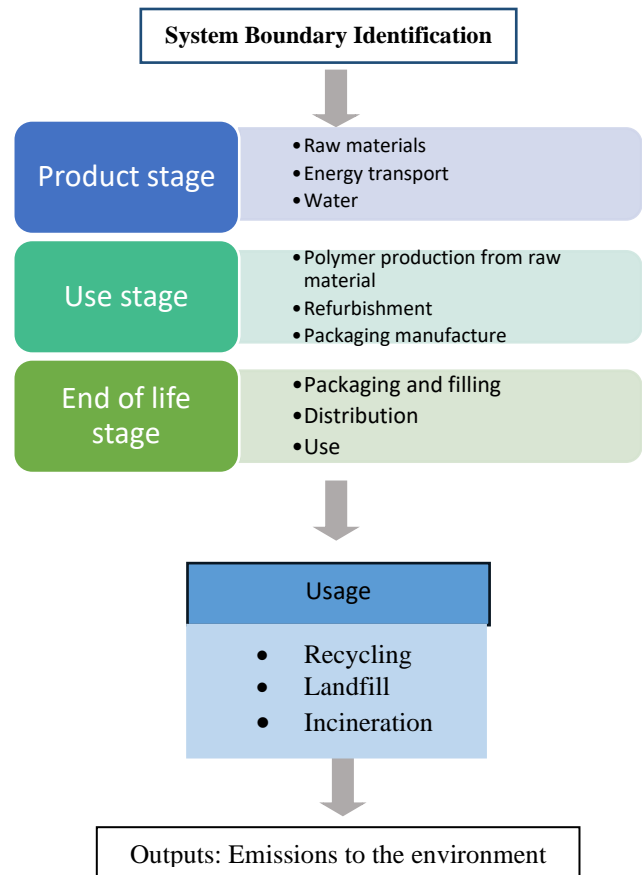 System Boundary Identification
Product stage
•Raw materials
•Energy transport
•Water
Use stage
•Polymer production from raw
material
•Refurbishment
•Packaging manufacture
End of life
stage
•Packaging and filling
•Distribution
•Use
Usage
• Recycling
• Landfill
• Incineration
Outputs: Emissions to the environment